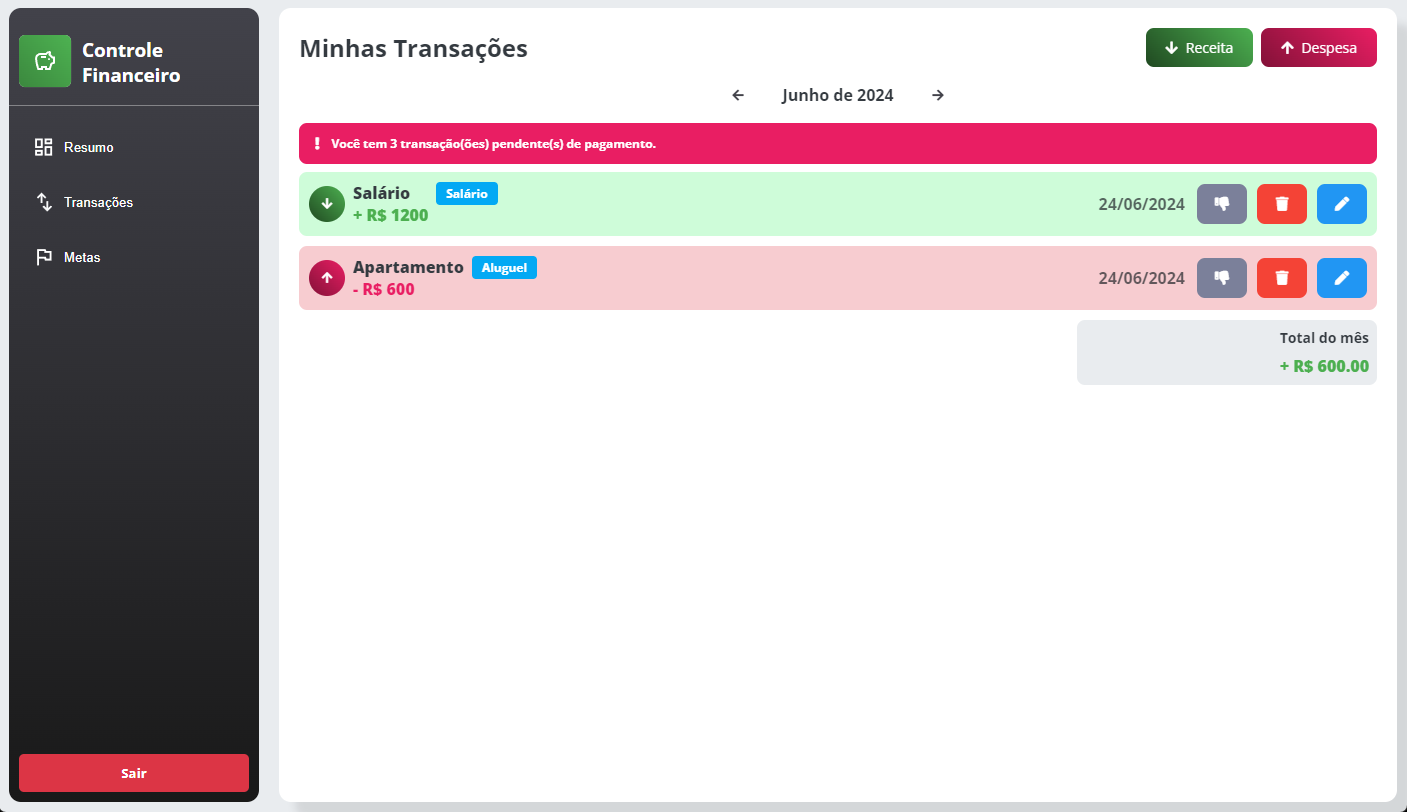 Controle
Financeiro
Resumo
Transações
Metas
Sair
Minhas Transações
Receita
Despesa
Junho de 2024
! Você tem 3 transação(ões) pendente(s) de pagamento.
Salário Salário
+ R$ 1200
24/06/2024
Apartamento Aluguel
- R$ 600
24/06/2024
Total do mês
+ R$ 600.00